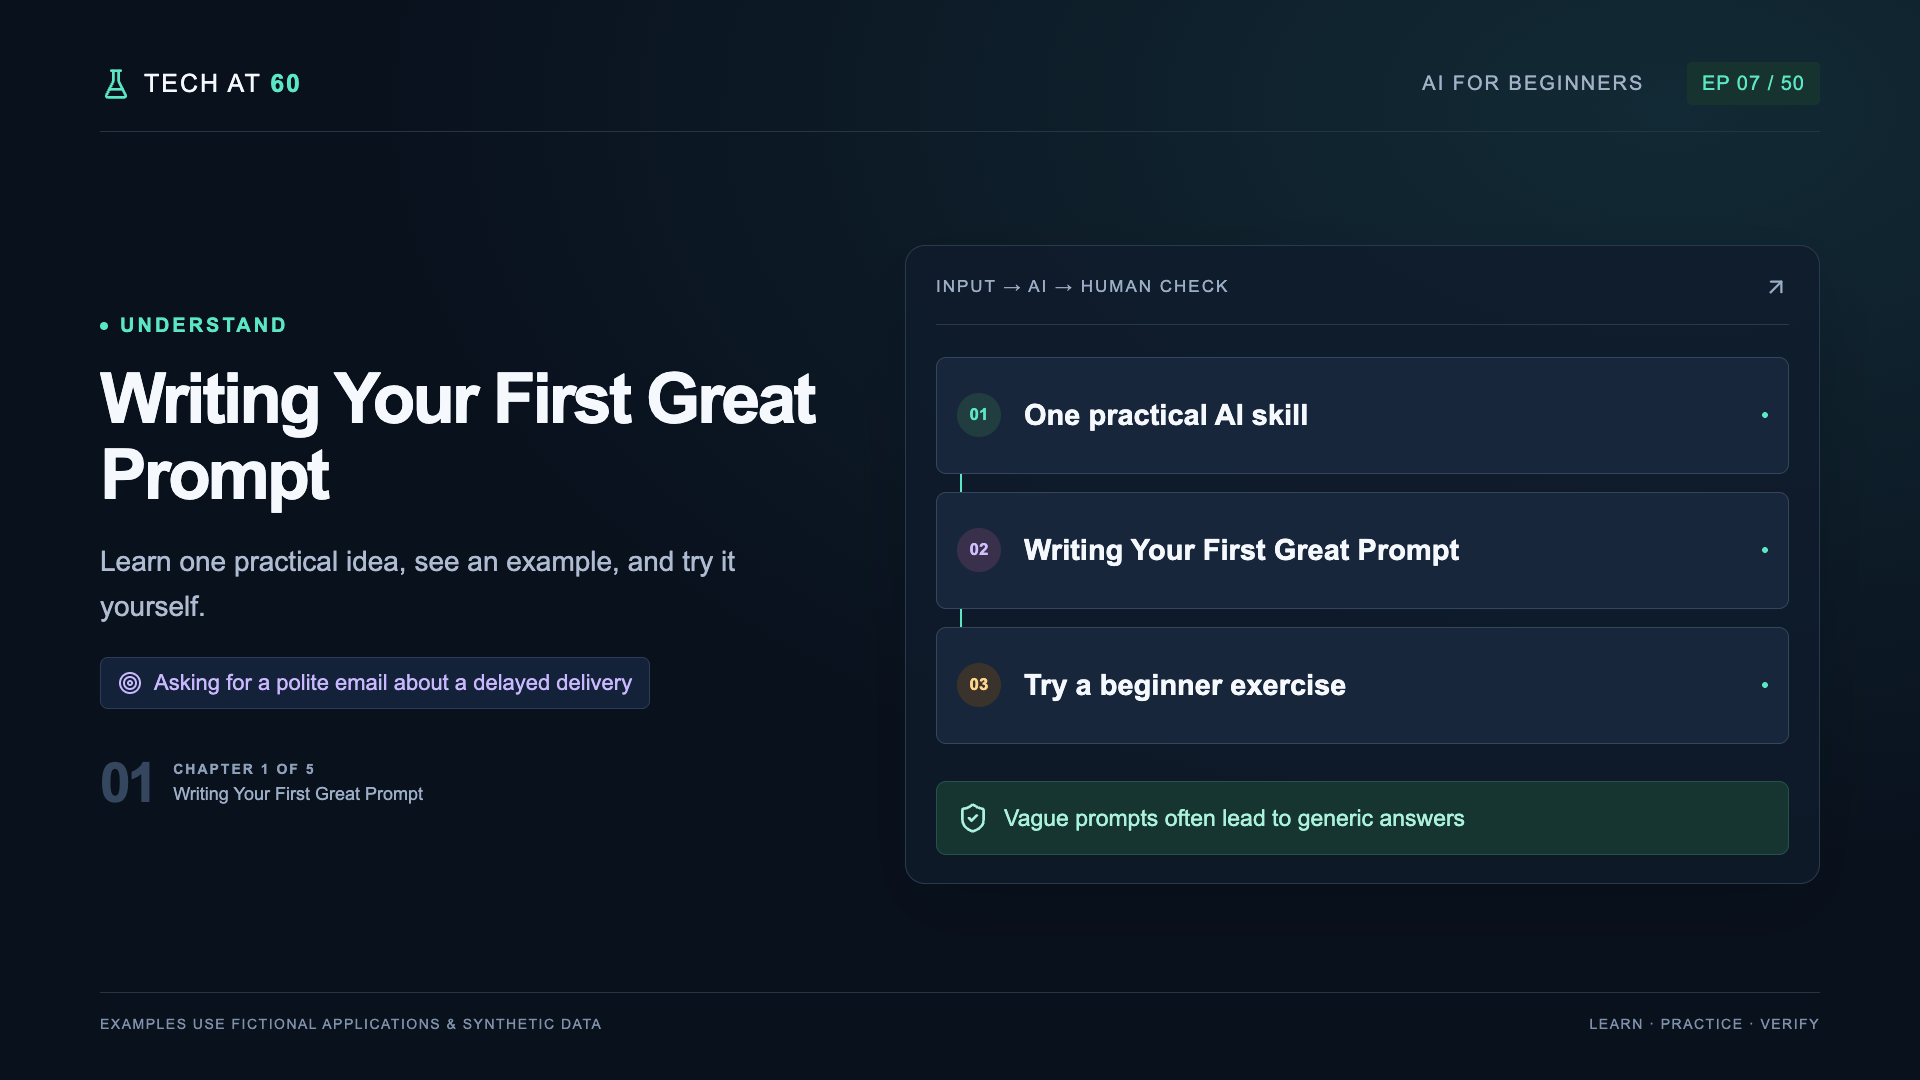 TECH AT 60
AI FOR BEGINNERS
EP 07 / 50
UNDERSTAND
Writing Your First Great
Prompt
Learn one practical idea, see an example, and try it
yourself.
Asking for a polite email about a delayed delivery
01
CHAPTER 1 OF 5
Writing Your First Great Prompt
INPUT → AI → HUMAN CHECK
01 One practical AI skill
02 Writing Your First Great Prompt
03 Try a beginner exercise
Vague prompts often lead to generic answers
EXAMPLES USE FICTIONAL APPLICATIONS & SYNTHETIC DATA
LEARN · PRACTICE · VERIFY